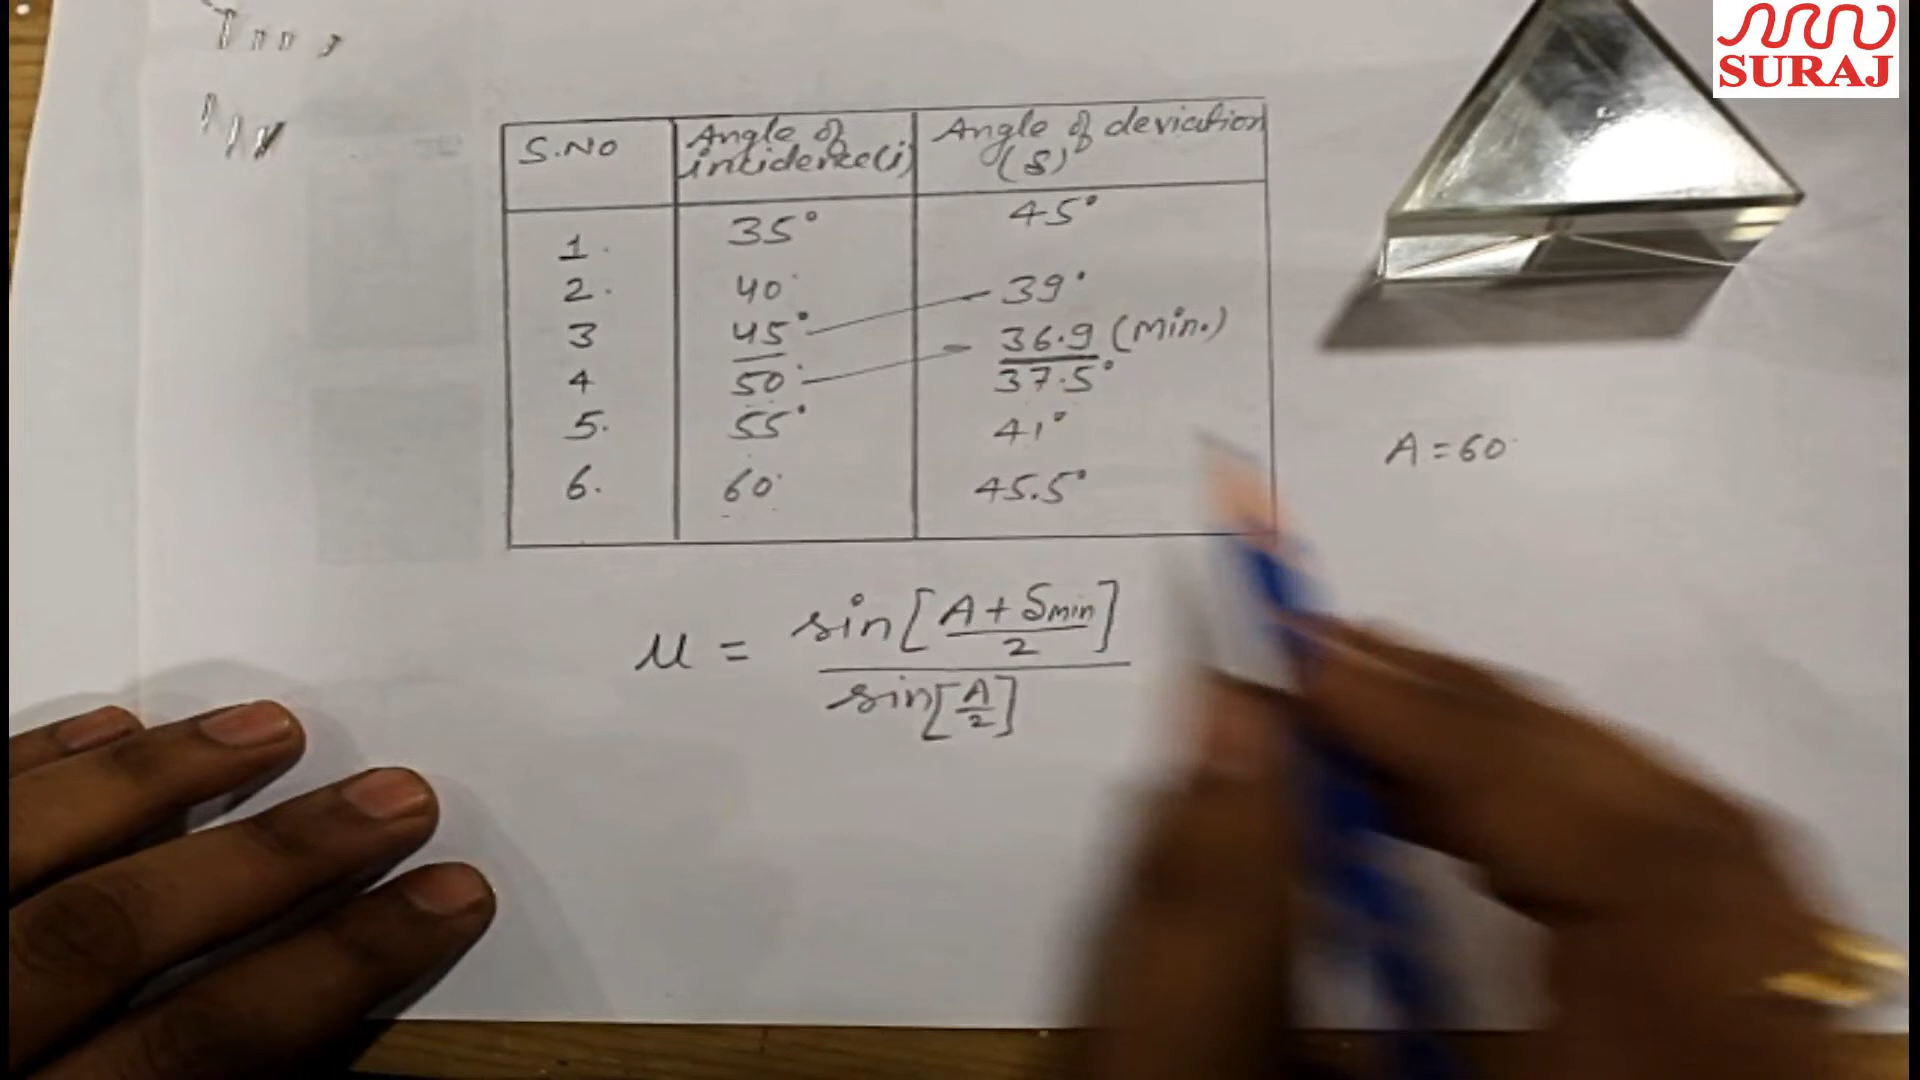 SURAJ
S.NO Angle of incidence(i) Angle of deviation (δ)
1. 35° 45°
2. 40° 39°
3 45° 36.9 (min.)
4 50° 37.5°
5. 55° 41°
6. 60° 45.5°
A = 60°
μ = sin[A + δmin / 2] / sin[A/2]